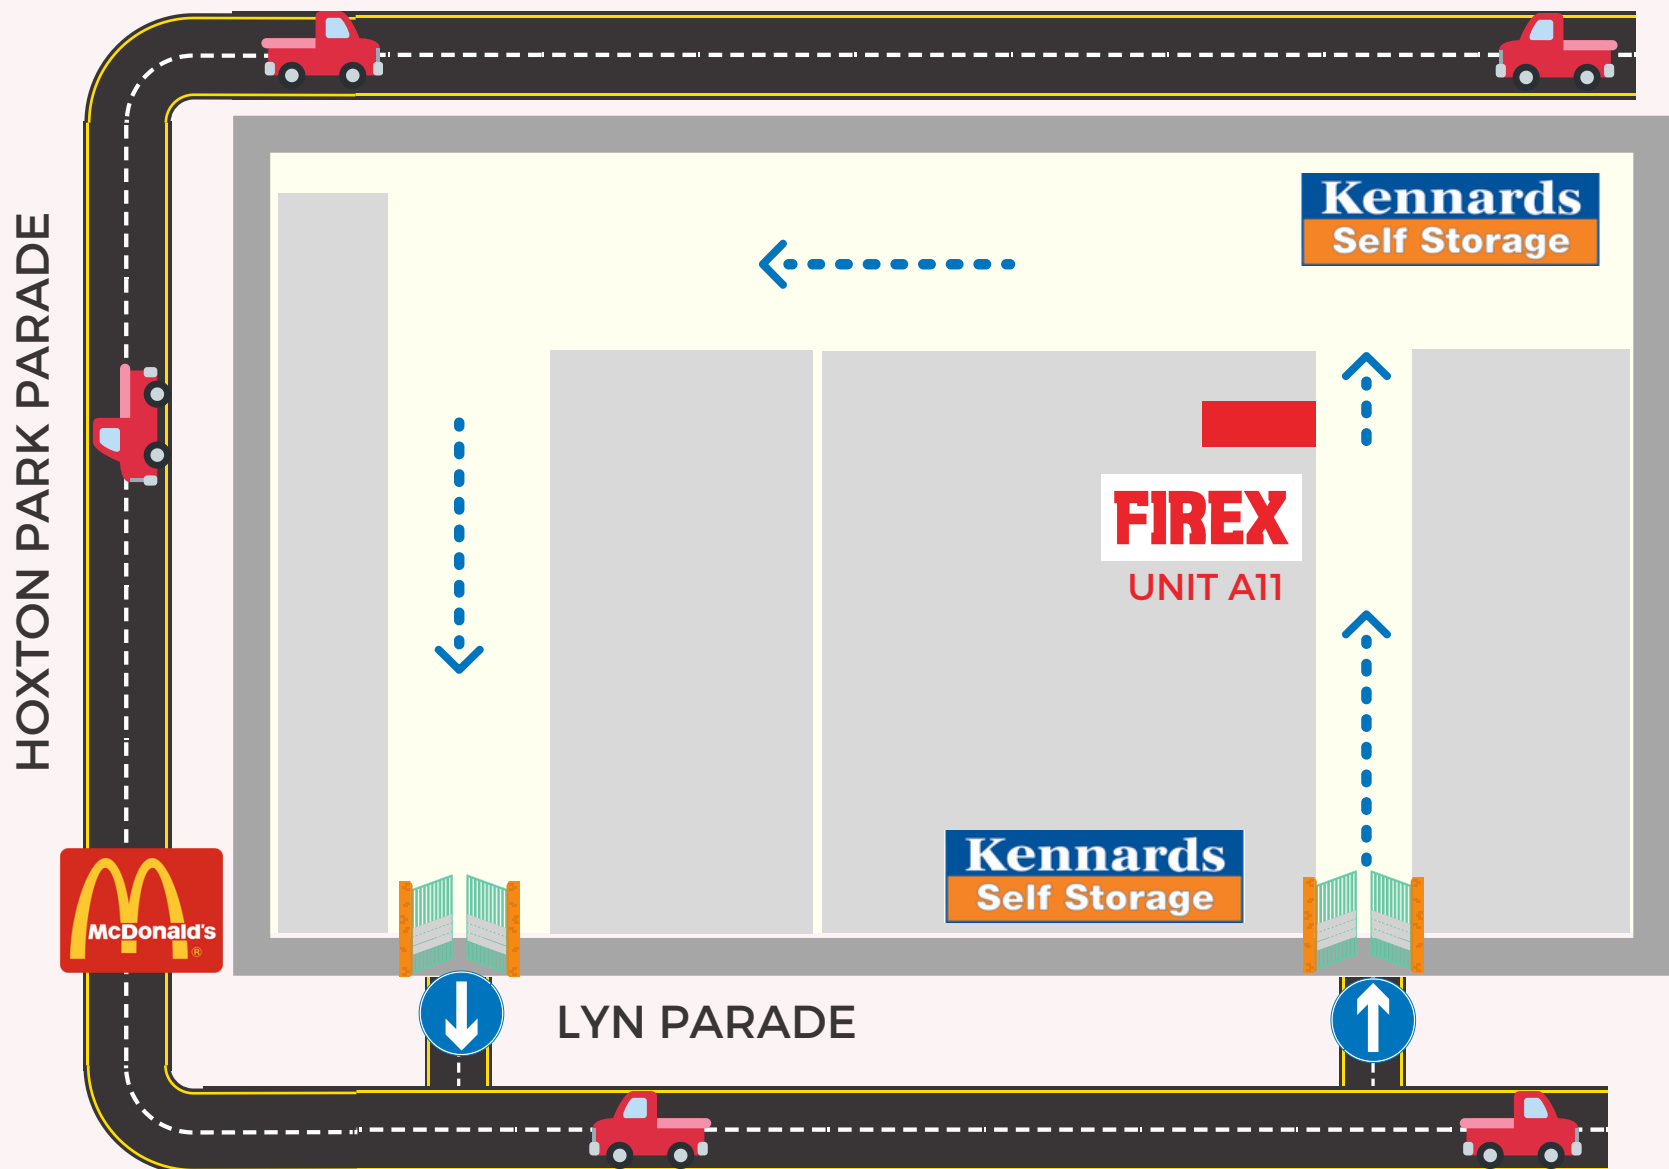 Kennards
Self Storage
HOXTON PARK PARADE
FIREX
UNIT A11
Kennards
Self Storage
McDonald's
®
LYN PARADE